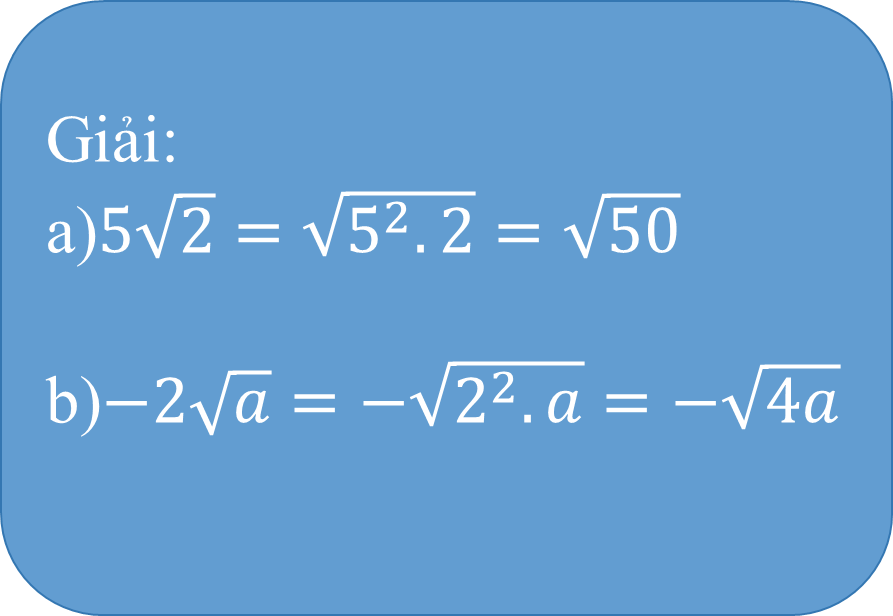 Giải:
a)5√2 = √(5². 2) = √50
b)−2√a = −√(2². a) = −√(4a)